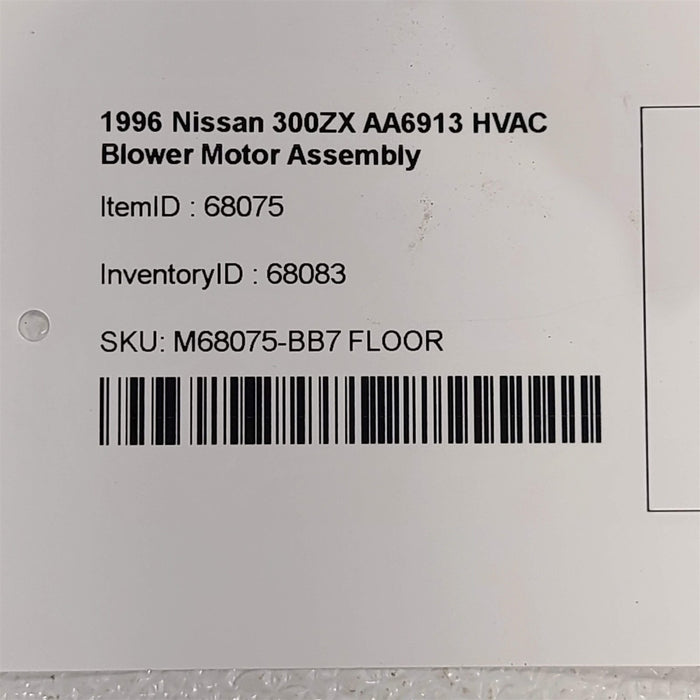 1996 Nissan 300ZX AA6913 HVAC
Blower Motor Assembly
ItemID : 68075
InventoryID : 68083
SKU: M68075-BB7 FLOOR